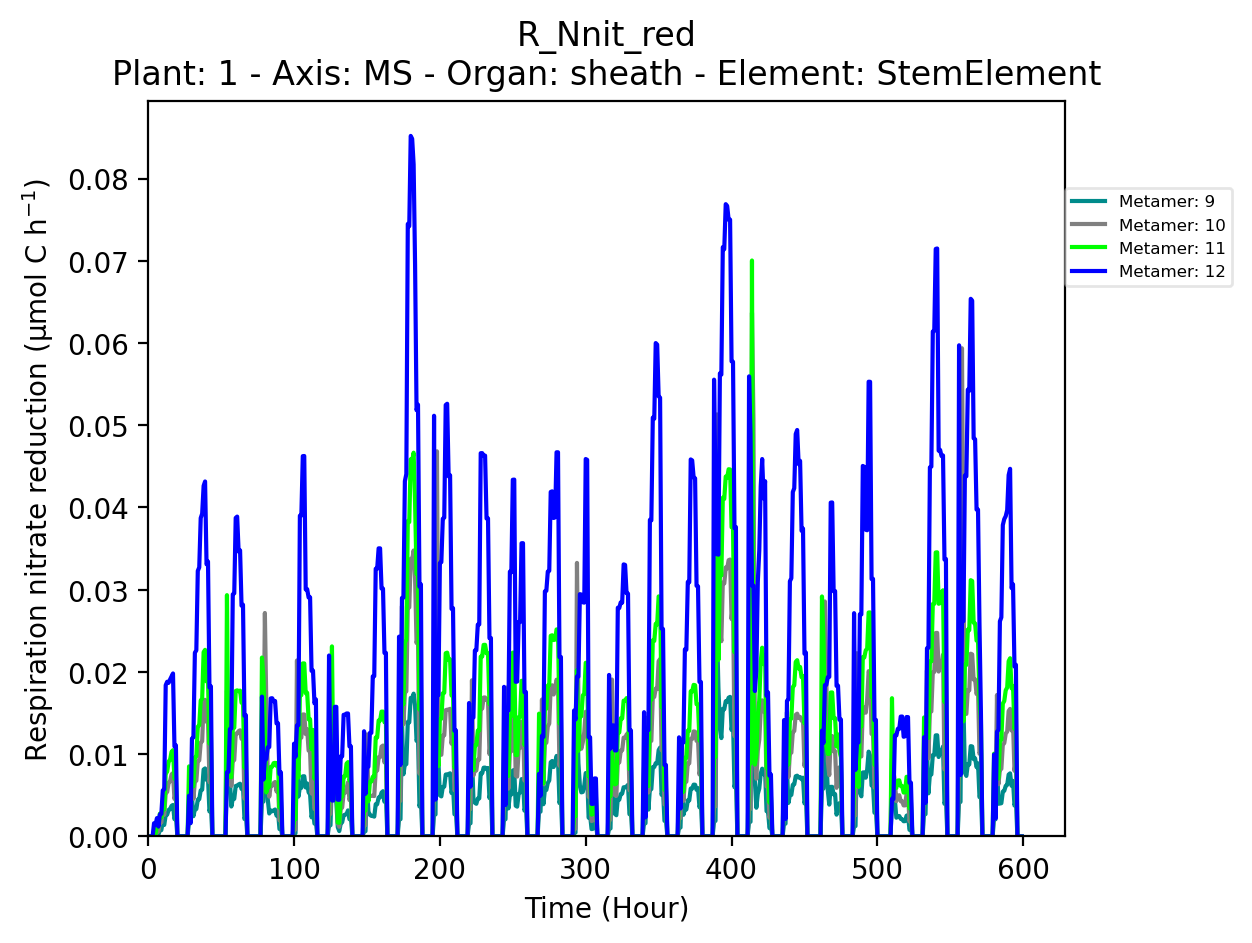 R_Nnit_red
Plant: 1 - Axis: MS - Organ: sheath - Element: StemElement
Respiration nitrate reduction (µmol C h⁻¹)
0.08
0.07
0.06
0.05
0.04
0.03
0.02
0.01
0.00
0 100 200 300 400 500 600
Time (Hour)
Metamer: 9
Metamer: 10
Metamer: 11
Metamer: 12